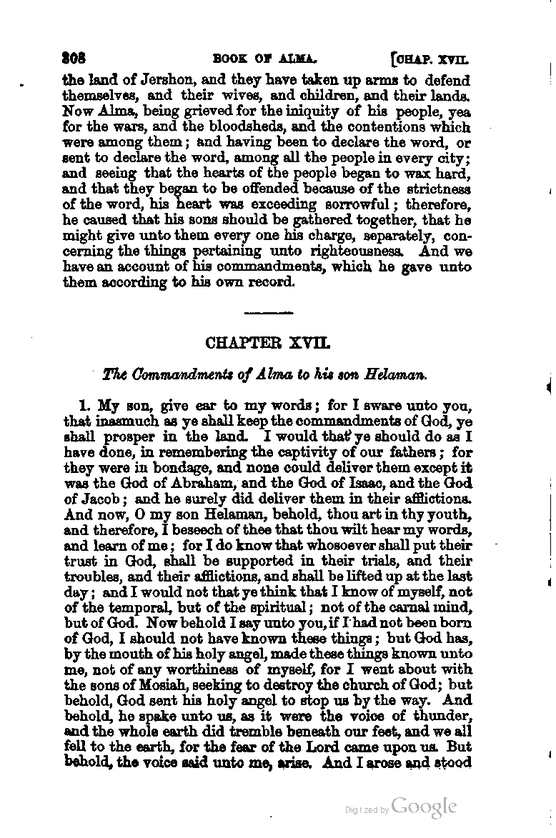 308 BOOK OF ALMA. [CHAP. XVII.
the land of Jershon, and they have taken up arms to defend
themselves, and their wives, and children, and their lands.
Now Alma, being grieved for the iniquity of his people, yea
for the wars, and the bloodsheds, and the contentions which
were among them; and having been to declare the word, or
sent to declare the word, among all the people in every city;
and seeing that the hearts of the people began to wax hard,
and that they began to be offended because of the strictness
of the word, his heart was exceeding sorrowful; therefore,
he caused that his sons should be gathered together, that he
might give unto them every one his charge, separately, con-
cerning the things pertaining unto righteousness. And we
have an account of his commandments, which he gave unto
them according to his own record.
CHAPTER XVII.
The Commandments of Alma to his son Helaman.
1. My son, give ear to my words; for I sware unto you,
that inasmuch as ye shall keep the commandments of God, ye
shall prosper in the land. I would that ye should do as I
have done, in remembering the captivity of our fathers; for
they were in bondage, and none could deliver them except it
was the God of Abraham, and the God of Isaac, and the God
of Jacob; and he surely did deliver them in their afflictions.
And now, O my son Helaman, behold, thou art in thy youth,
and therefore, I beseech of thee that thou wilt hear my words,
and learn of me; for I do know that whosoever shall put their
trust in God, shall be supported in their trials, and their
troubles, and their afflictions, and shall be lifted up at the last
day; and I would not that ye think that I know of myself, not
of the temporal, but of the spiritual; not of the carnal mind,
but of God. Now behold I say unto you, if I had not been born
of God, I should not have known these things; but God has,
by the mouth of his holy angel, made these things known unto
me, not of any worthiness of myself, for I went about with
the sons of Mosiah, seeking to destroy the church of God; but
behold, God sent his holy angel to stop us by the way. And
behold, he spake unto us, as it were the voice of thunder,
and the whole earth did tremble beneath our feet, and we all
fell to the earth, for the fear of the Lord came upon us. But
behold, the voice said unto me, arise. And I arose and stood
Digitized by Google